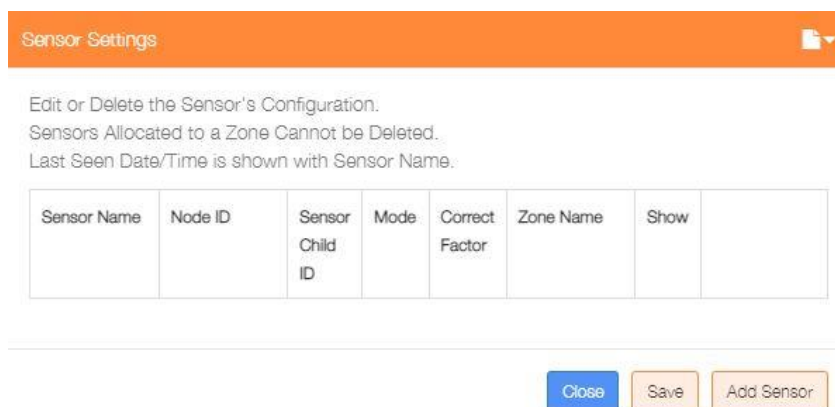 Sensor Settings
Edit or Delete the Sensor's Configuration.
Sensors Allocated to a Zone Cannot be Deleted.
Last Seen Date/Time is shown with Sensor Name.
Sensor Name
Node ID
Sensor
Child
ID
Mode
Correct
Factor
Zone Name
Show
Close
Save
Add Sensor